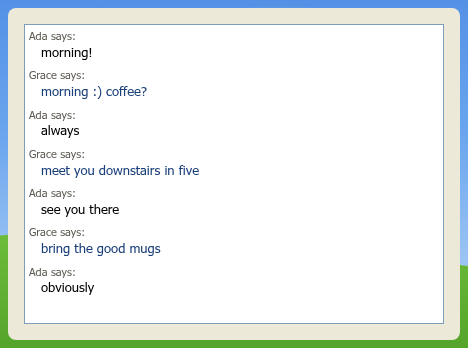 Ada says:
morning!
Grace says:
morning :) coffee?
Ada says:
always
Grace says:
meet you downstairs in five
Ada says:
see you there
Grace says:
bring the good mugs
Ada says:
obviously